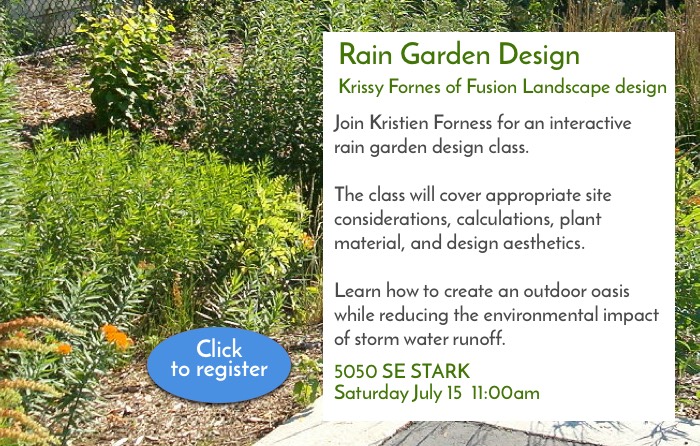 Rain Garden Design
Krissy Fornes of Fusion Landscape design
Join Kristien Forness for an interactive
rain garden design class.
The class will cover appropriate site
considerations, calculations, plant
material, and design aesthetics.
Learn how to create an outdoor oasis
while reducing the environmental impact
of storm water runoff.
5050 SE STARK
Saturday July 15 11:00am
Click
to register